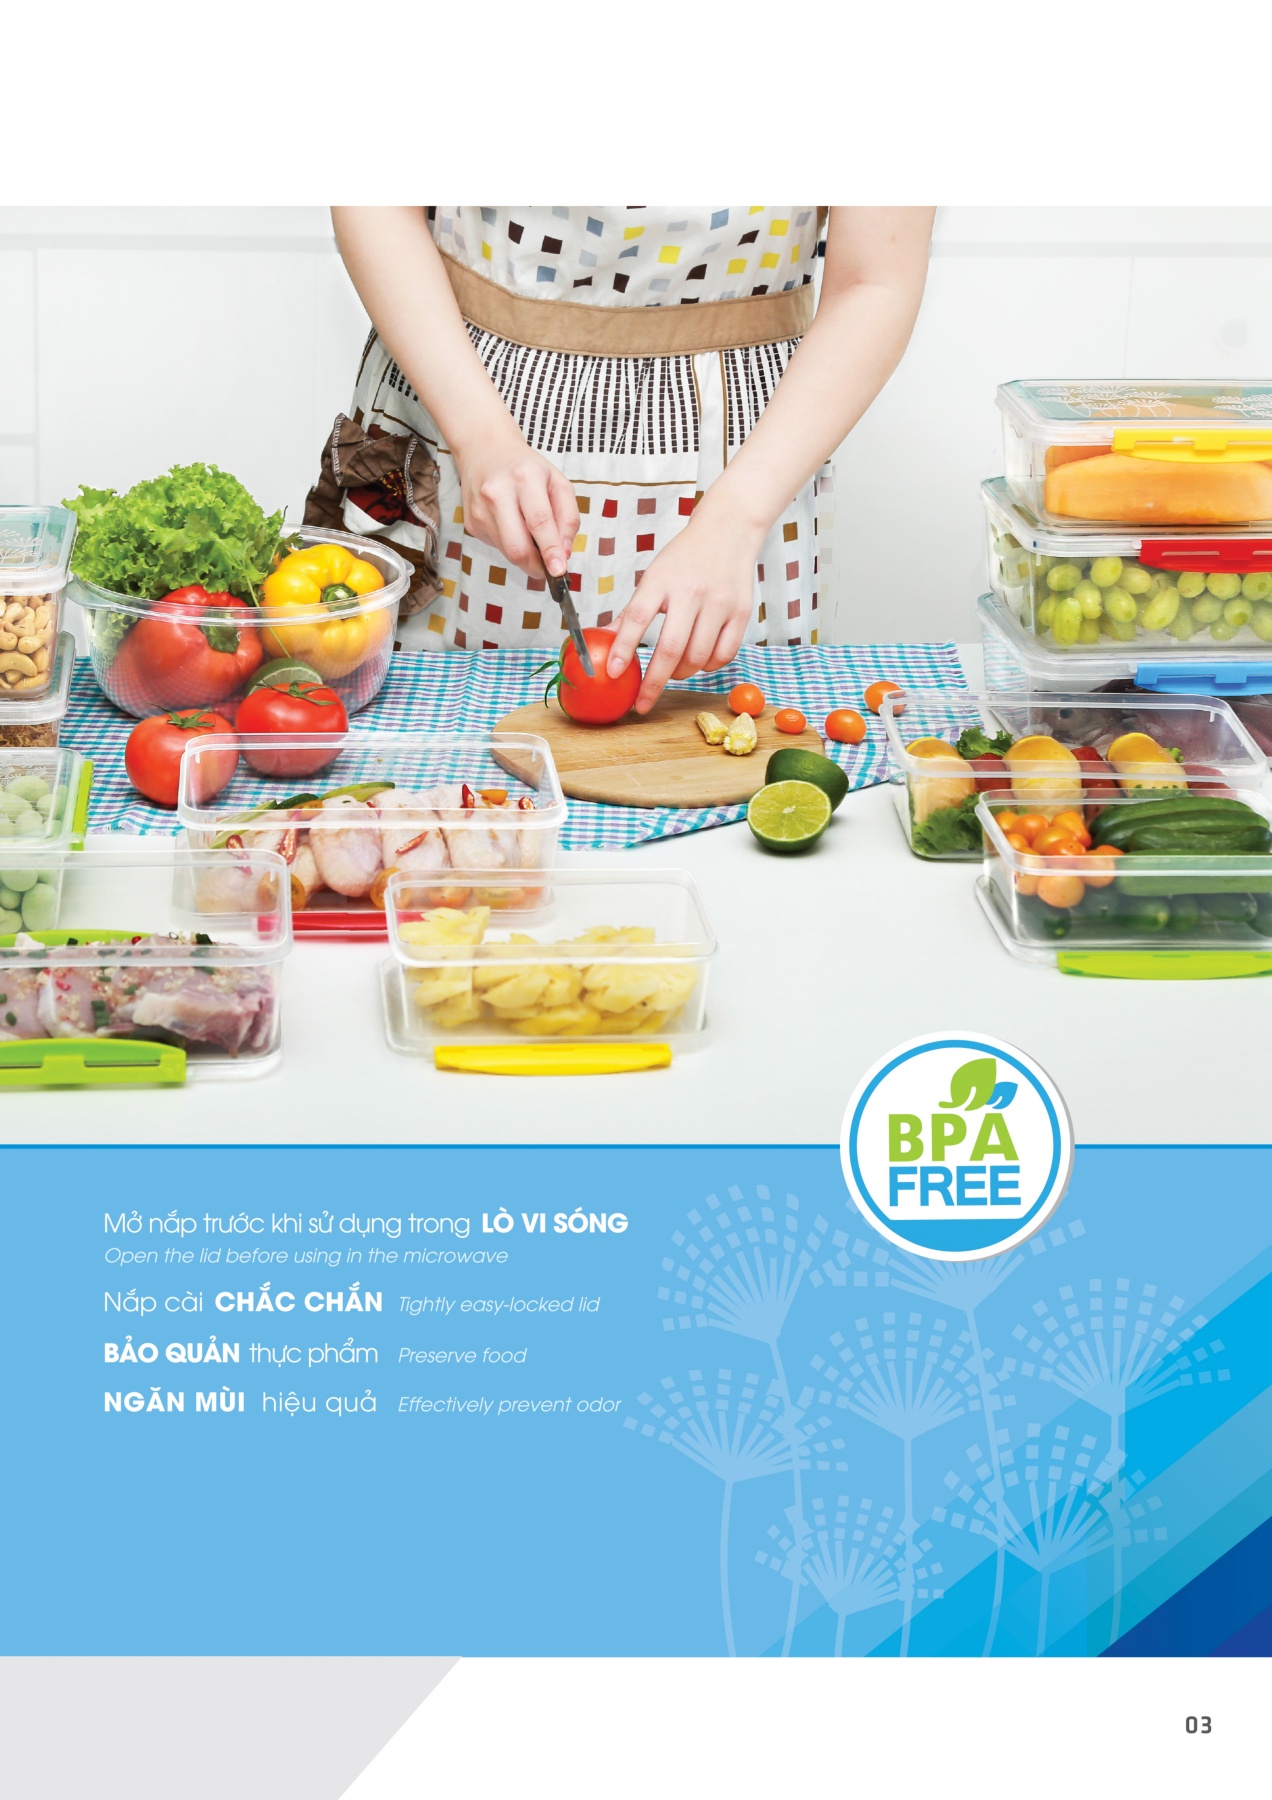 BPA
FREE
Mở nắp trước khi sử dụng trong LÒ VI SÓNG
Open the lid before using in the microwave
Nắp cài CHẮC CHẮN Tightly easy-locked lid
BẢO QUẢN thực phẩm Preserve food
NGĂN MÙI hiệu quả Effectively prevent odor
03